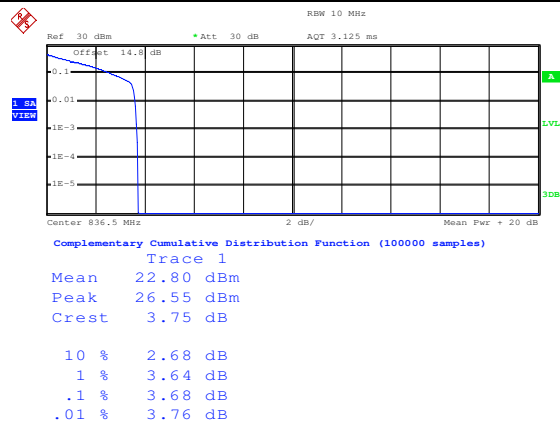 RBW 10 MHz
Ref 30 dBm *Att 30 dB AQT 3.125 ms
Offset 14.8 dB
0.1
A
0.01
1 SA
VIEW
1E-3
LVL
1E-4
1E-5
3DB
Center 836.5 MHz 2 dB/ Mean Pwr + 20 dB
Complementary Cumulative Distribution Function (100000 samples)
Trace 1
Mean 22.80 dBm
Peak 26.55 dBm
Crest 3.75 dB
10 % 2.68 dB
1 % 3.64 dB
.1 % 3.68 dB
.01 % 3.76 dB